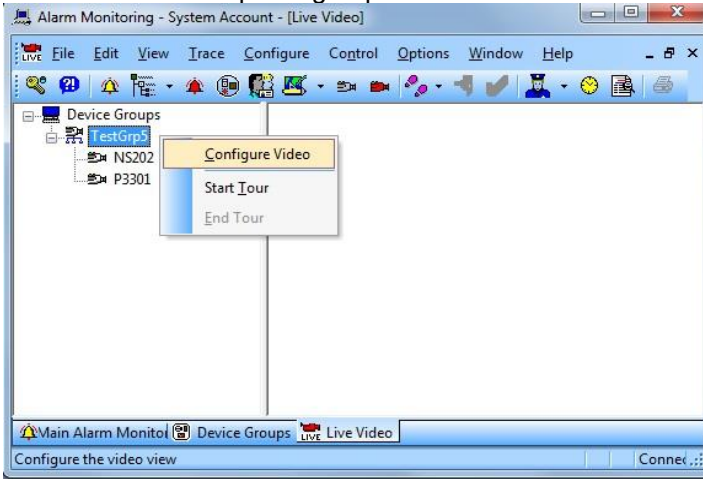 Alarm Monitoring - System Account - [Live Video]
LIVE File Edit View Trace Configure Control Options Window Help
Device Groups
TestGrp5
NS202
P3301
Configure Video
Start Tour
End Tour
Main Alarm Monitor Device Groups LIVE Live Video
Configure the video view Connec